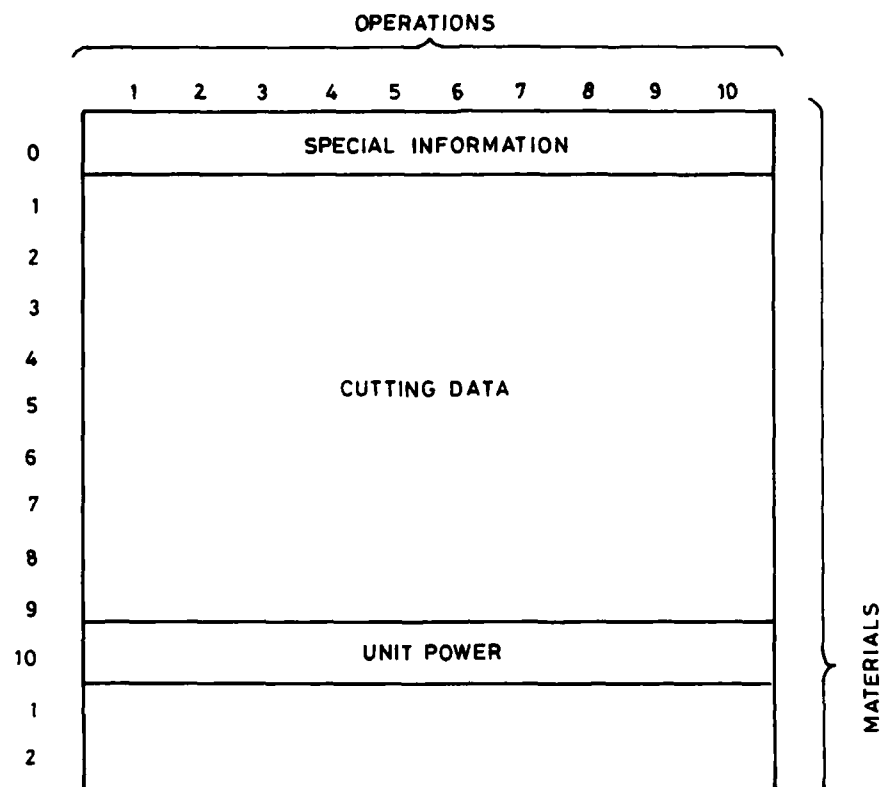 OPERATIONS
1 2 3 4 5 6 7 8 9 10
0 SPECIAL INFORMATION
1
2
3
4
CUTTING DATA
5
6
7
8
9
10 UNIT POWER
1
2
MATERIALS